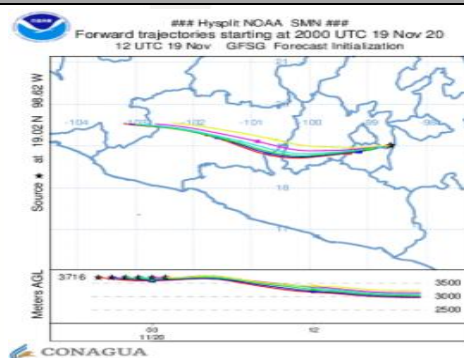 ### Hysplit NOAA SMN ###
Forward trajectories starting at 2000 UTC 19 Nov 20
12 UTC 19 Nov GFSG Forecast Initialization
Source ★ at 19.02 N 98.62 W
-104 -103 -102 -101 -100 -99
18
17
Meters AGL
3716
3500
3000
2500
00 12
11/20
CONAGUA